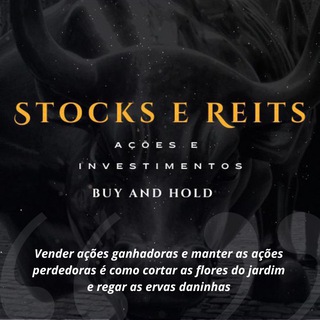 STOCKS E REITS
AÇÕES E
INVESTIMENTOS
BUY AND HOLD
Vender ações ganhadoras e manter as ações
perdedoras é como cortar as flores do jardim
e regar as ervas daninhas